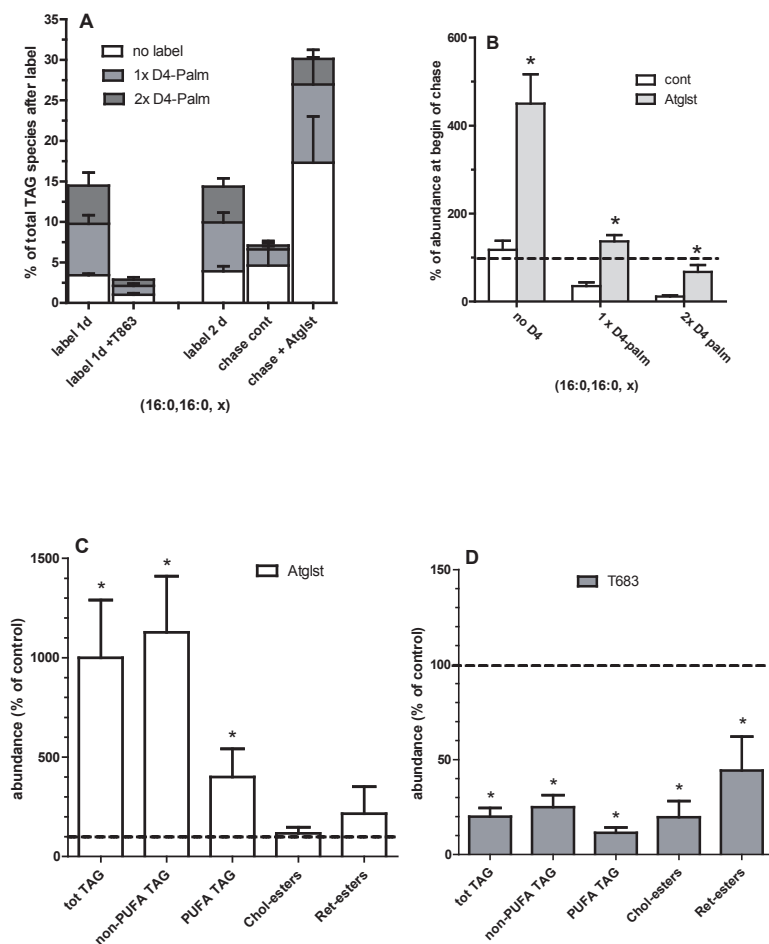 A
% of total TAG species after label
35
30
25
20
15
10
5
0
no label
1x D4-Palm
2x D4-Palm
label 1d
label 1d +T863
label 2 d
chase cont
chase + Atglst
(16:0,16:0, x)
B
% of abundance at begin of chase
600
400
200
0
cont
Atglst
*
*
*
no D4
1 x D4-palm
2x D4 palm
(16:0,16:0, x)
C
abundance (% of control)
1500
1000
500
0
Atglst
*
*
*
tot TAG
non-PUFA TAG
PUFA TAG
Chol-esters
Ret-esters
D
abundance (% of control)
150
100
50
0
T683
*
*
*
*
*
tot TAG
non-PUFA TAG
PUFA TAG
Chol-esters
Ret-esters